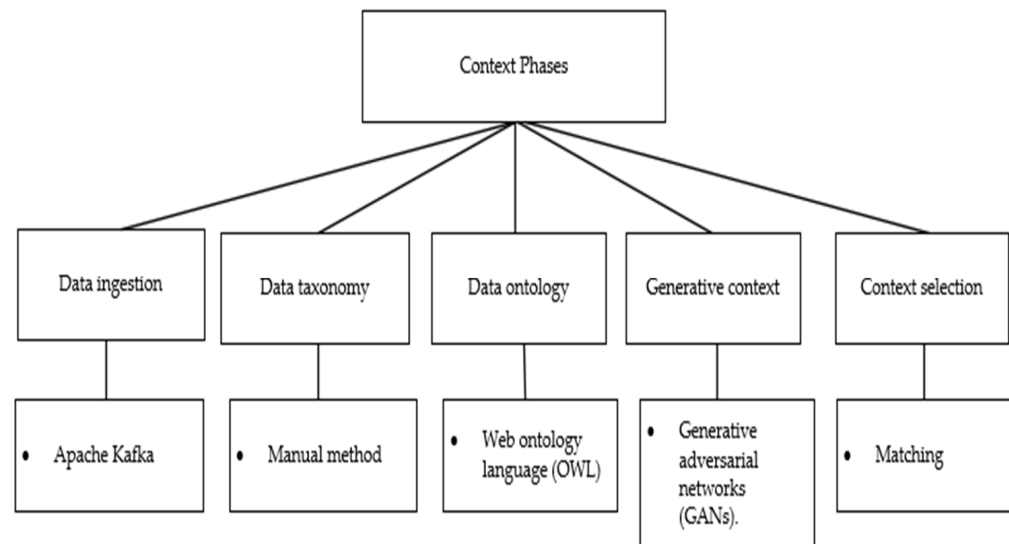 Context Phases
Data ingestion
Data taxonomy
Data ontology
Generative context
Context selection
• Apache Kafka
• Manual method
• Web ontology
language (OWL)
• Generative
adversarial
networks
(GANs).
• Matching